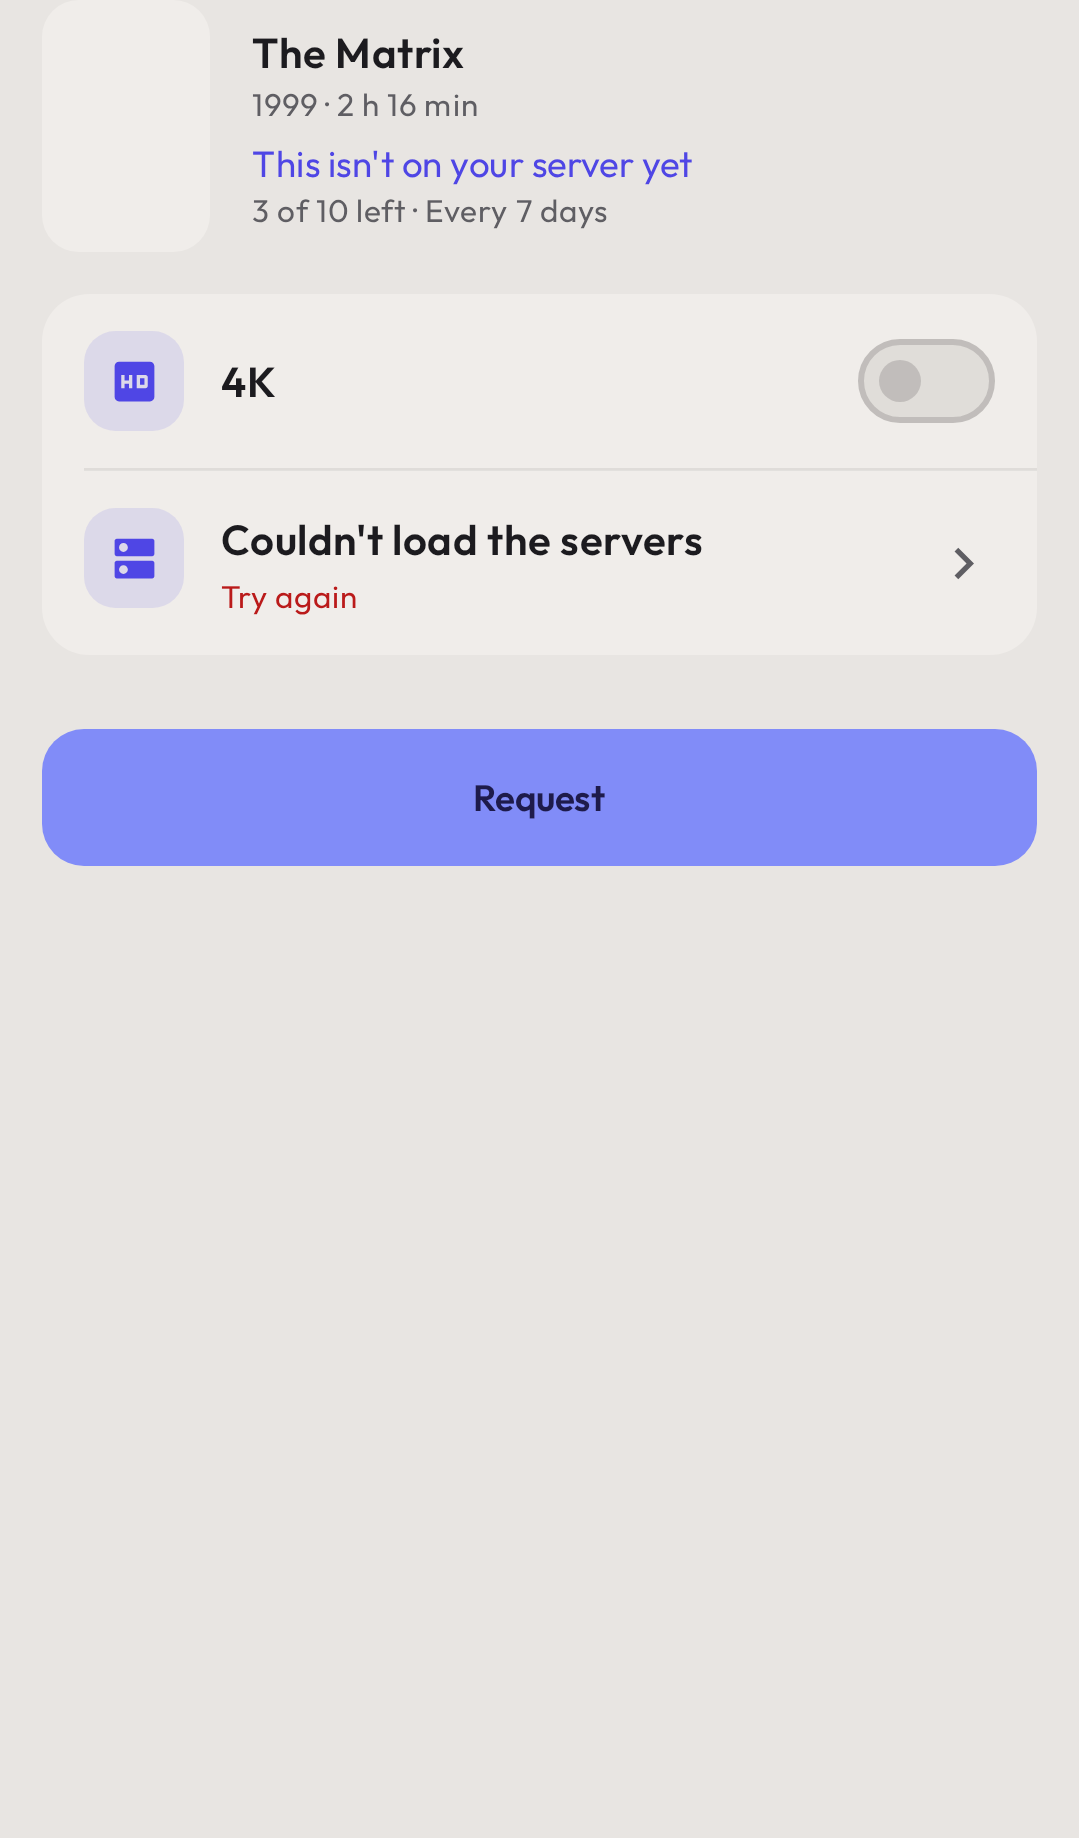 The Matrix
1999 · 2 h 16 min
This isn't on your server yet
3 of 10 left · Every 7 days
HD
4K
Couldn't load the servers
Try again
Request